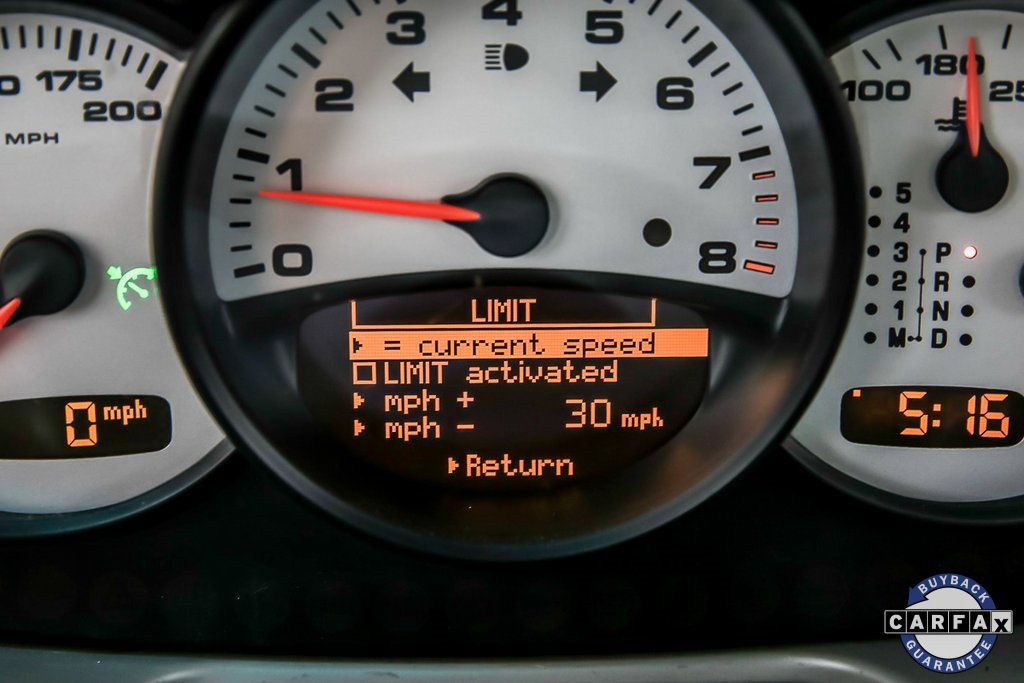 175
200
MPH
0 mph
0
1
2
3
4
5
6
7
8
LIMIT
= current speed
LIMIT activated
mph +
mph − 30 mph
Return
100
180
5
4
3 P
2 R
1 N
M D
5:16
BUYBACK
CARFAX
GUARANTEE